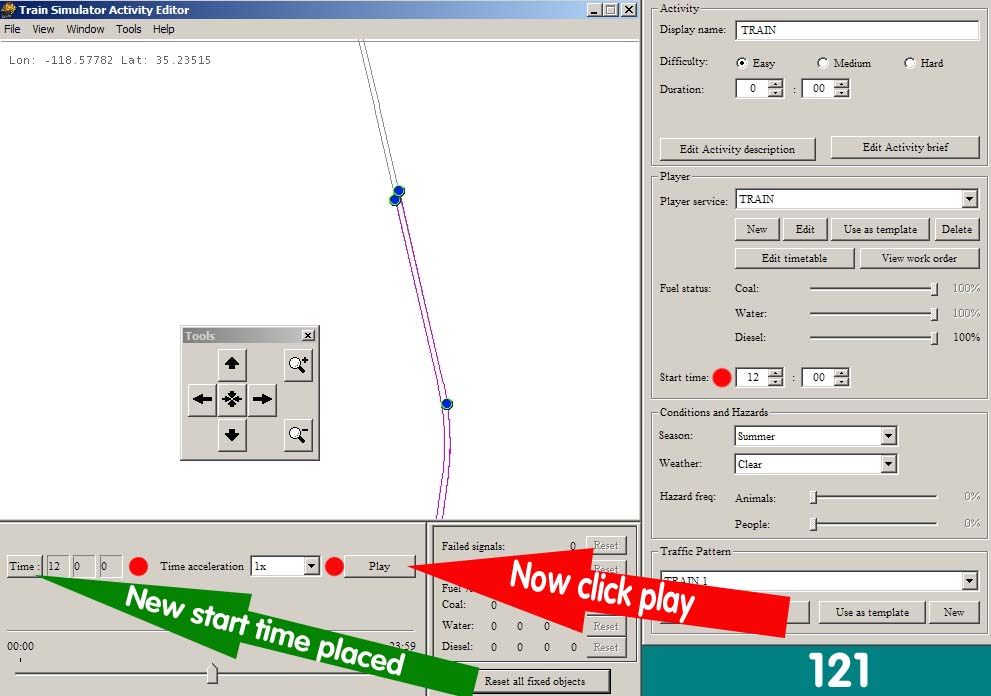 Train Simulator Activity Editor
File View Window Tools Help
Lon: -118.57782 Lat: 35.23515
Tools
Time : 12 0 0 Time acceleration 1x Play
00:00 23:59
New start time placed
Failed signals: 0 Reset
Reset
Fuel
Coal: 0
Water: 0 0 0 Reset
Diesel: 0 0 0 0 Reset
Reset all fixed objects
Now click play
Activity
Display name: TRAIN
Difficulty: Easy Medium Hard
Duration: 0 : 00
Edit Activity description Edit Activity brief
Player
Player service: TRAIN
New Edit Use as template Delete
Edit timetable View work order
Fuel status: Coal: 100%
Water: 100%
Diesel: 100%
Start time: 12 : 00
Conditions and Hazards
Season: Summer
Weather: Clear
Hazard freq: Animals: 0%
People: 0%
Traffic Pattern
TRAIN 1
Use as template New
121